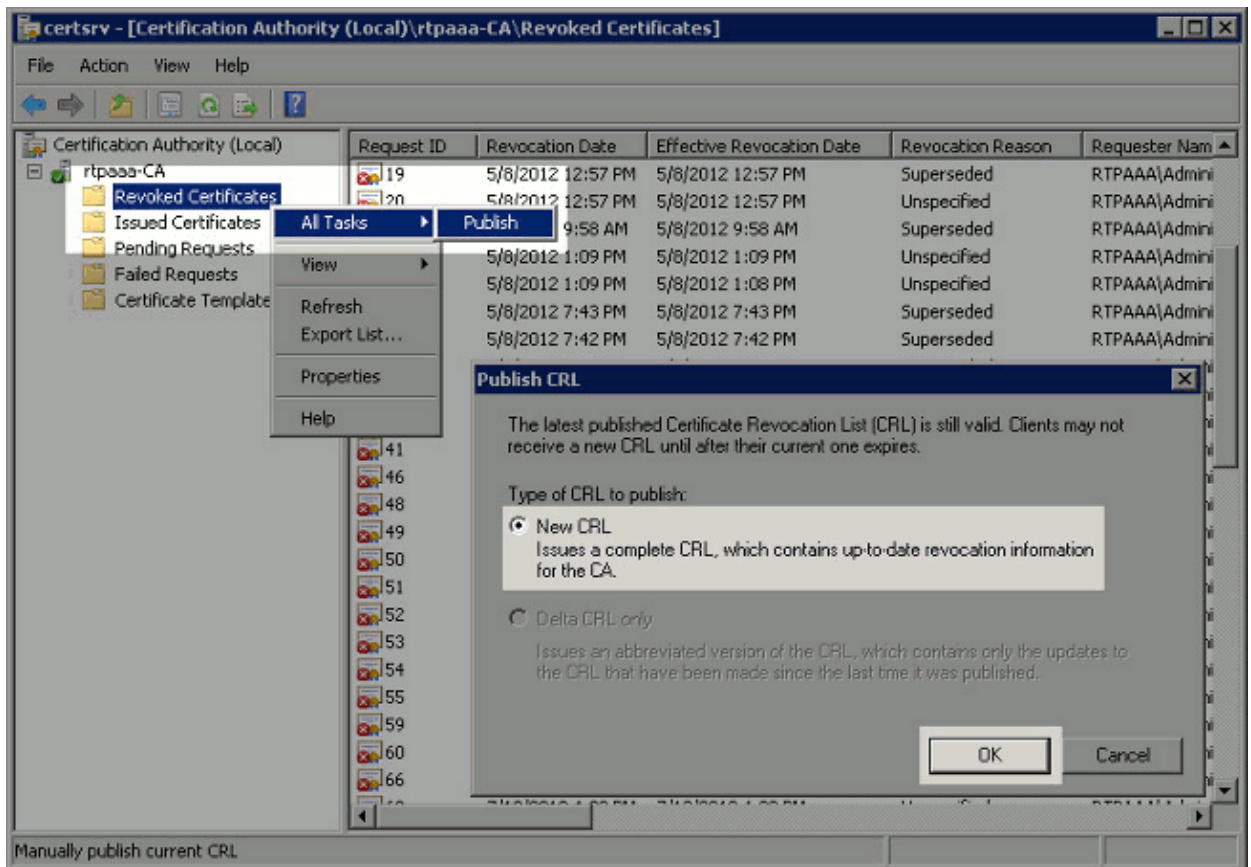 certsrv - [Certification Authority (Local)\rtpaaa-CA\Revoked Certificates]
File Action View Help
Certification Authority (Local)
rtpaaa-CA
Revoked Certificates
Issued Certificates
Pending Requests
Failed Requests
Certificate Template
All Tasks
Publish
View
Refresh
Export List...
Properties
Help
Request ID Revocation Date Effective Revocation Date Revocation Reason Requester Nam
19 5/8/2012 12:57 PM 5/8/2012 12:57 PM Superseded RTPAAA\Admini
20 5/8/2012 12:57 PM 5/8/2012 12:57 PM Unspecified RTPAAA\Admini
9:58 AM 5/8/2012 9:58 AM Superseded RTPAAA\Admini
5/8/2012 1:09 PM 5/8/2012 1:09 PM Unspecified RTPAAA\Admini
5/8/2012 1:09 PM 5/8/2012 1:08 PM Unspecified RTPAAA\Admini
5/8/2012 7:43 PM 5/8/2012 7:43 PM Superseded RTPAAA\Admini
5/8/2012 7:42 PM 5/8/2012 7:42 PM Superseded RTPAAA\Admini
41
46
48
49
50
51
52
53
54
55
59
60
66
Publish CRL
The latest published Certificate Revocation List (CRL) is still valid. Clients may not
receive a new CRL until after their current one expires.
Type of CRL to publish:
New CRL
Issues a complete CRL, which contains up-to-date revocation information
for the CA.
Delta CRL only
Issues an abbreviated version of the CRL, which contains only the updates to
the CRL that have been made since the last time it was published.
OK Cancel
Manually publish current CRL